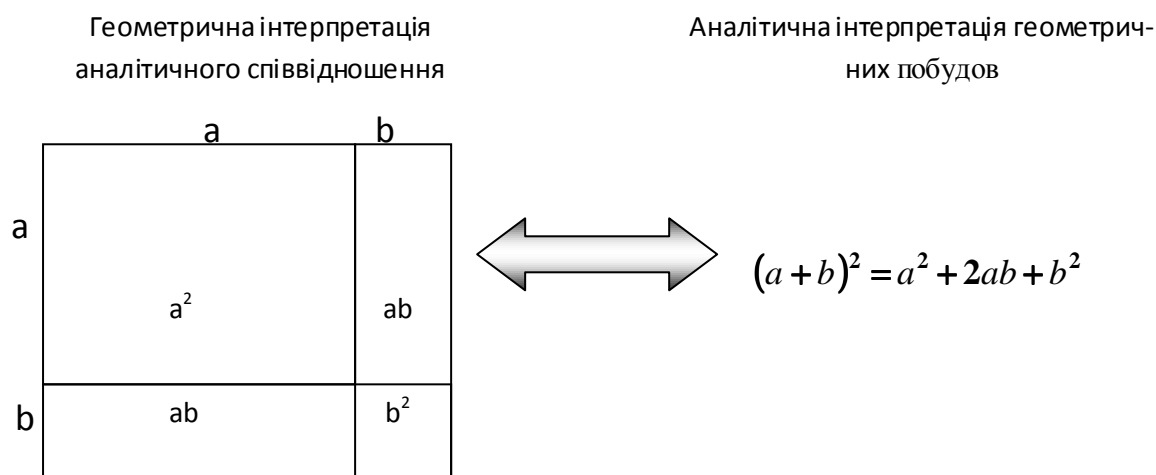 Геометрична інтерпретація
аналітичного співвідношення
Аналітична інтерпретація геометрич-
них побудов
a b
a
a² ab
(a + b)² = a² + 2ab + b²
b ab b²